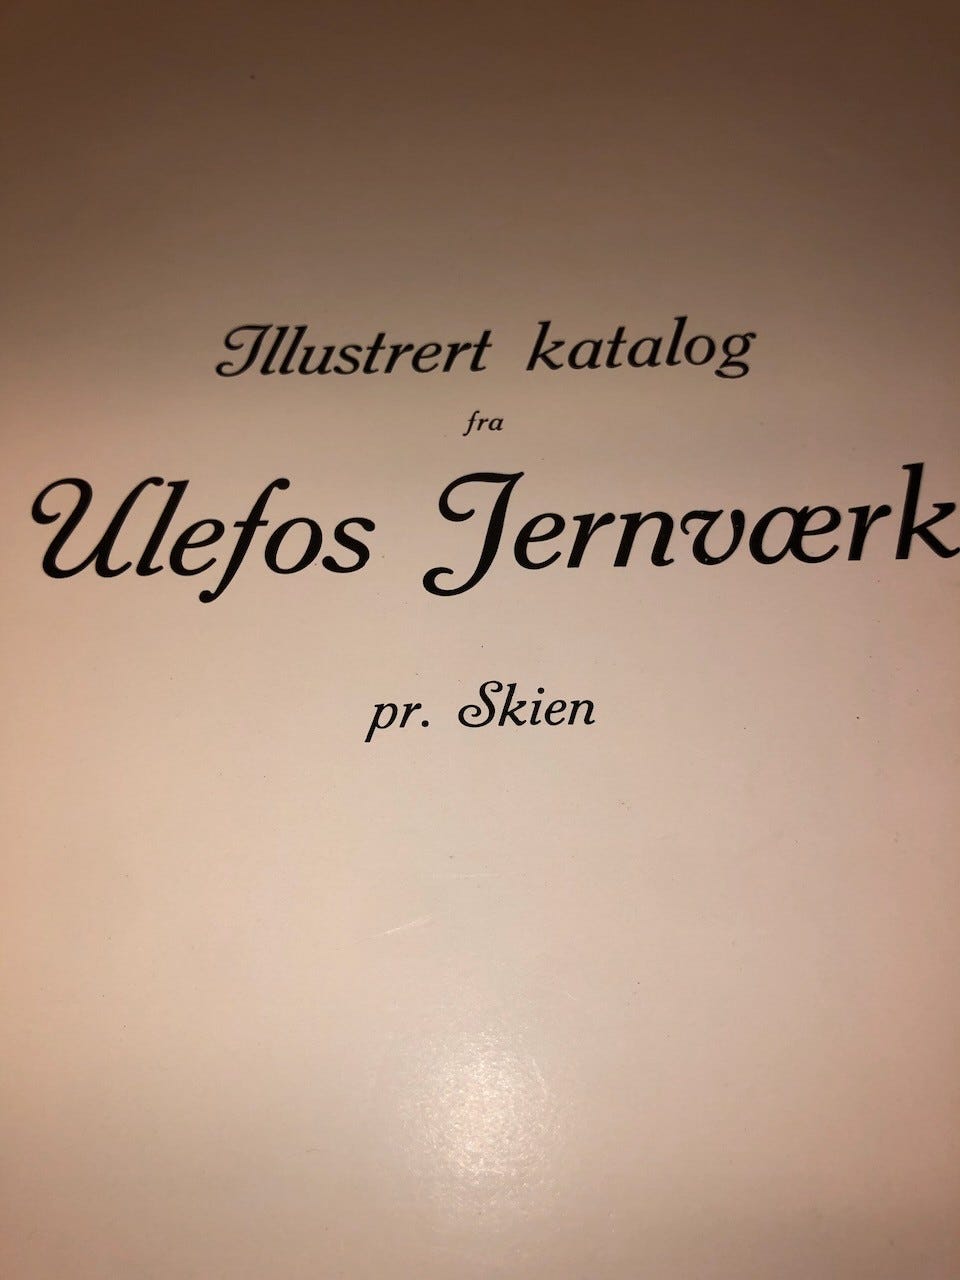 Illustrert katalog
fra
Ulefos Jernværk
pr. Skien